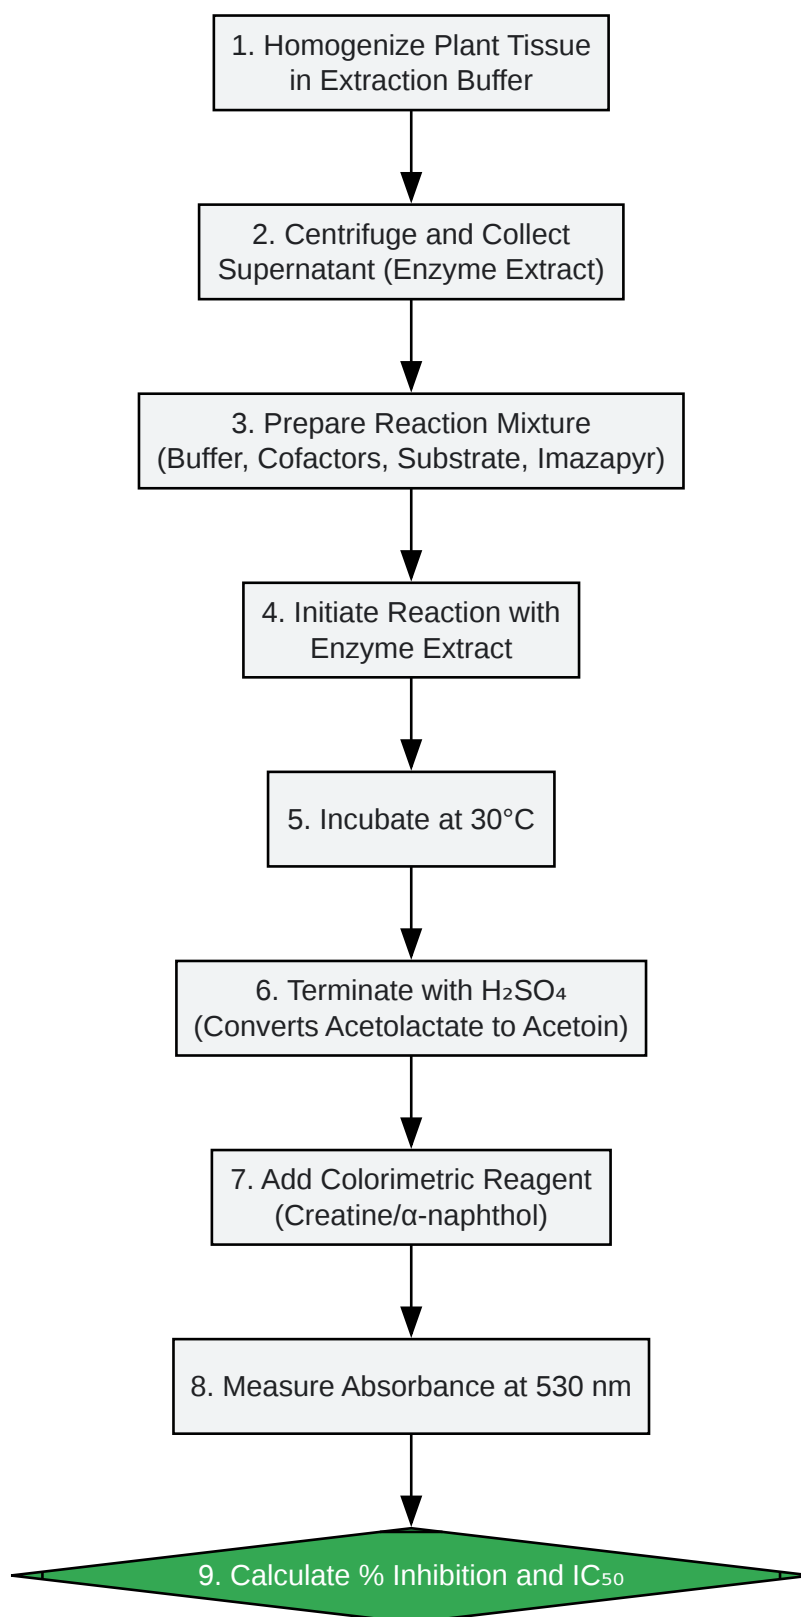 1. Homogenize Plant Tissue
in Extraction Buffer
2. Centrifuge and Collect
Supernatant (Enzyme Extract)
3. Prepare Reaction Mixture
(Buffer, Cofactors, Substrate, Imazapyr)
4. Initiate Reaction with
Enzyme Extract
5. Incubate at 30°C
6. Terminate with H₂SO₄
(Converts Acetolactate to Acetoin)
7. Add Colorimetric Reagent
(Creatine/α-naphthol)
8. Measure Absorbance at 530 nm
9. Calculate % Inhibition and IC₅₀